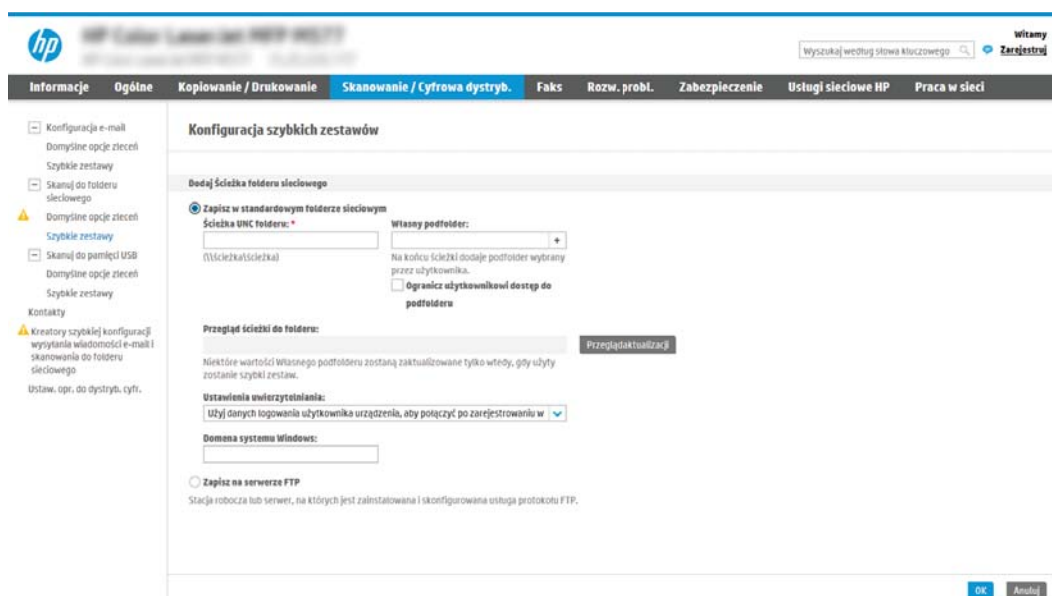 hp
Witamy
Wyszukaj według słowa kluczowego
Zarejestruj
Informacje Ogólne Kopiowanie / Drukowanie Skanowanie / Cyfrowa dystryb. Faks Rozw. probl. Zabezpieczenie Usługi sieciowe HP Praca w sieci
Konfiguracja e-mail
Domyślne opcje zleceń
Szybkie zestawy
Skanuj do folderu
sieciowego
Domyślne opcje zleceń
Szybkie zestawy
Skanuj do pamięci USB
Domyślne opcje zleceń
Szybkie zestawy
Kontakty
Kreatory szybkiej konfiguracji
wysyłania wiadomości e-mail i
skanowania do folderu
sieciowego
Ustaw. opr. do dystryb. cyfr.
Konfiguracja szybkich zestawów
Dodaj Ścieżka folderu sieciowego
Zapisz w standardowym folderze sieciowym
Ścieżka UNC folderu: *
(\\ścieżka\ścieżka)
Własny podfolder:
+
Na końcu ścieżki dodaje podfolder wybrany
przez użytkownika.
Ogranicz użytkownikowi dostęp do
podfolderu
Przegląd ścieżki do folderu:
Przeglądaktualizacji
Niektóre wartości Własnego podfolderu zostaną zaktualizowane tylko wtedy, gdy użyty
zostanie szybki zestaw.
Ustawienia uwierzytelniania:
Użyj danych logowania użytkownika urządzenia, aby połączyć po zarejestrowaniu w
Domena systemu Windows:
Zapisz na serwerze FTP
Stacja robocza lub serwer, na których jest zainstalowana i skonfigurowana usługa protokołu FTP.
OK Anuluj